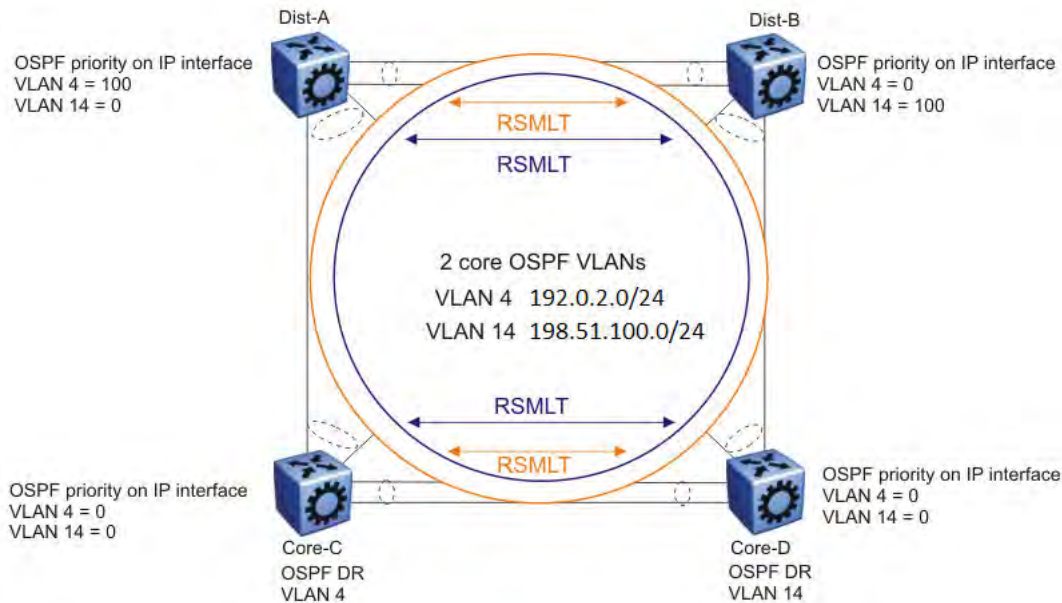 Dist-A
OSPF priority on IP interface
VLAN 4 = 100
VLAN 14 = 0
Dist-B
OSPF priority on IP interface
VLAN 4 = 0
VLAN 14 = 100
RSMLT
RSMLT
2 core OSPF VLANs
VLAN 4 192.0.2.0/24
VLAN 14 198.51.100.0/24
RSMLT
RSMLT
OSPF priority on IP interface
VLAN 4 = 0
VLAN 14 = 0
Core-C
OSPF DR
VLAN 4
OSPF priority on IP interface
VLAN 4 = 0
VLAN 14 = 0
Core-D
OSPF DR
VLAN 14